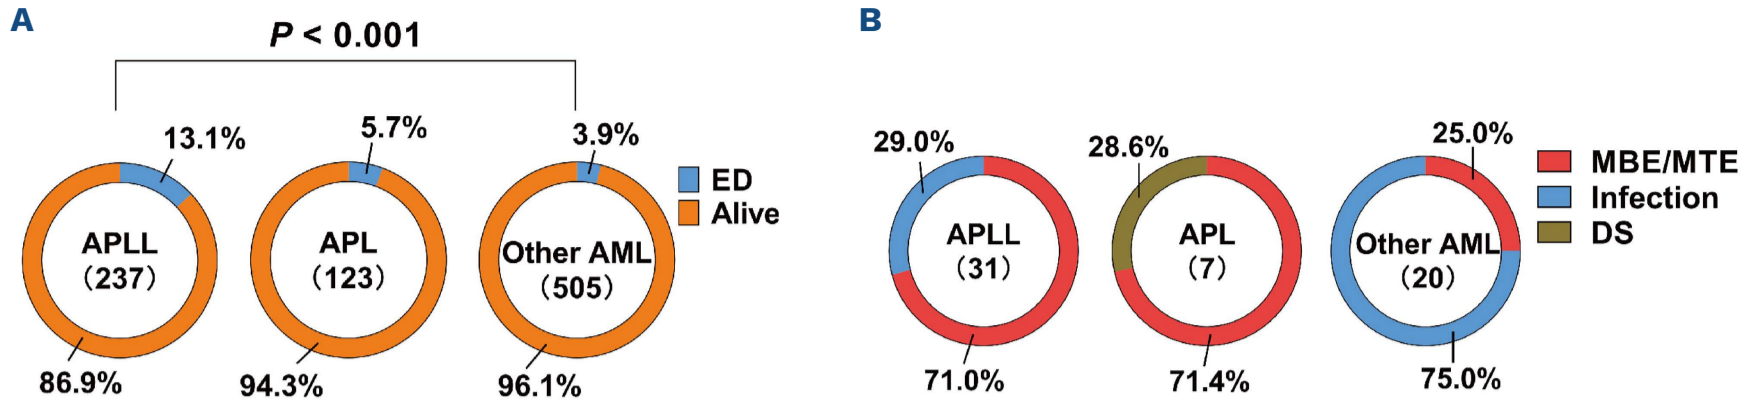 A
P < 0.001
13.1%
5.7%
3.9%
APLL
(237)
APL
(123)
Other AML
(505)
ED
Alive
86.9%
94.3%
96.1%
B
29.0%
28.6%
25.0%
APLL
(31)
APL
(7)
Other AML
(20)
MBE/MTE
Infection
DS
71.0%
71.4%
75.0%